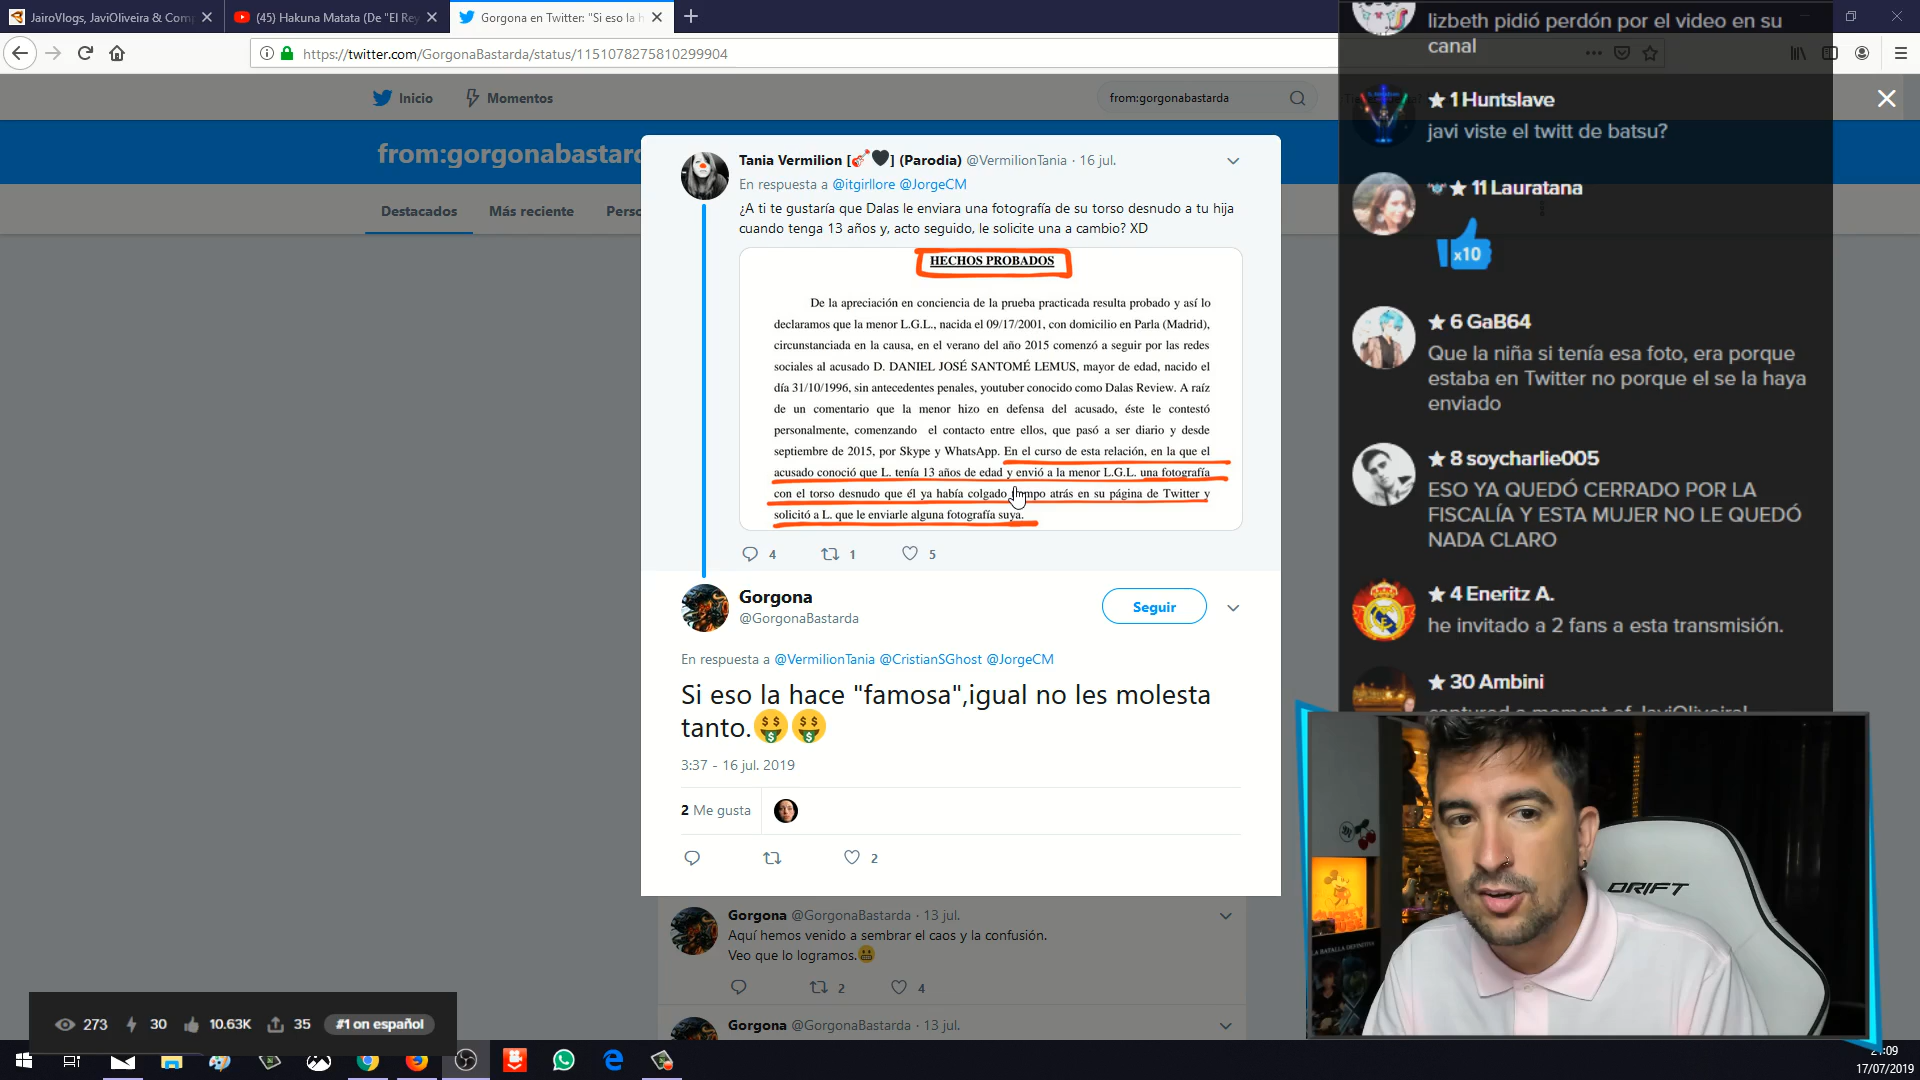 JairoVlogs, JaviOliveira & Com
(45) Hakuna Matata (De "El Rey
Gorgona en Twitter: "Si eso la h
https://twitter.com/GorgonaBastarda/status/1151078275810299904
Inicio
Momentos
from:gorgonabastarda
from:gorgonabastard
Destacados
Más reciente
Perso
Tania Vermilion [🎸🖤] (Parodia) @VermilionTania · 16 jul.
En respuesta a @itgirllore @JorgeCM
¿A ti te gustaría que Dalas le enviara una fotografía de su torso desnudo a tu hija
cuando tenga 13 años y, acto seguido, le solicite una a cambio? XD
HECHOS PROBADOS
De la apreciación en conciencia de la prueba practicada resulta probado y así lo
declaramos que la menor L.G.L., nacida el 09/17/2001, con domicilio en Parla (Madrid),
circunstanciada en la causa, en el verano del año 2015 comenzó a seguir por las redes
sociales al acusado D. DANIEL JOSÉ SANTOMÉ LEMUS, mayor de edad, nacido el
día 31/10/1996, sin antecedentes penales, youtuber conocido como Dalas Review. A raíz
de un comentario que la menor hizo en defensa del acusado, éste le contestó
personalmente, comenzando el contacto entre ellos, que pasó a ser diario y desde
septiembre de 2015, por Skype y WhatsApp. En el curso de esta relación, en la que el
acusado conoció que L. tenía 13 años de edad y envió a la menor L.G.L. una fotografía
con el torso desnudo que él ya había colgado tiempo atrás en su página de Twitter y
solicitó a L. que le enviarle alguna fotografía suya.
4
1
5
Gorgona
@GorgonaBastarda
Seguir
En respuesta a @VermilionTania @CristianSGhost @JorgeCM
Si eso la hace "famosa",igual no les molesta
tanto.🤑🤑
3:37 - 16 jul. 2019
2 Me gusta
2
Gorgona @GorgonaBastarda · 13 jul.
Aquí hemos venido a sembrar el caos y la confusión.
Veo que lo logramos.😬
2
4
Gorgona @GorgonaBastarda · 13 jul.
lizbeth pidió perdón por el video en su
canal
★ 1 Huntslave
javi viste el twitt de batsu?
★ 11 Lauratana
x10
★ 6 GaB64
Que la niña si tenía esa foto, era porque
estaba en Twitter no porque el se la haya
enviado
★ 8 soycharlie005
ESO YA QUEDÓ CERRADO POR LA
FISCALÍA Y ESTA MUJER NO LE QUEDÓ
NADA CLARO
★ 4 Eneritz A.
he invitado a 2 fans a esta transmisión.
★ 30 Ambini
captured a moment of JaviOliveira!
DRIFT
LA BATALLA DEFINITIVA
273
30
10.63K
35
#1 on español
21:09
17/07/2019